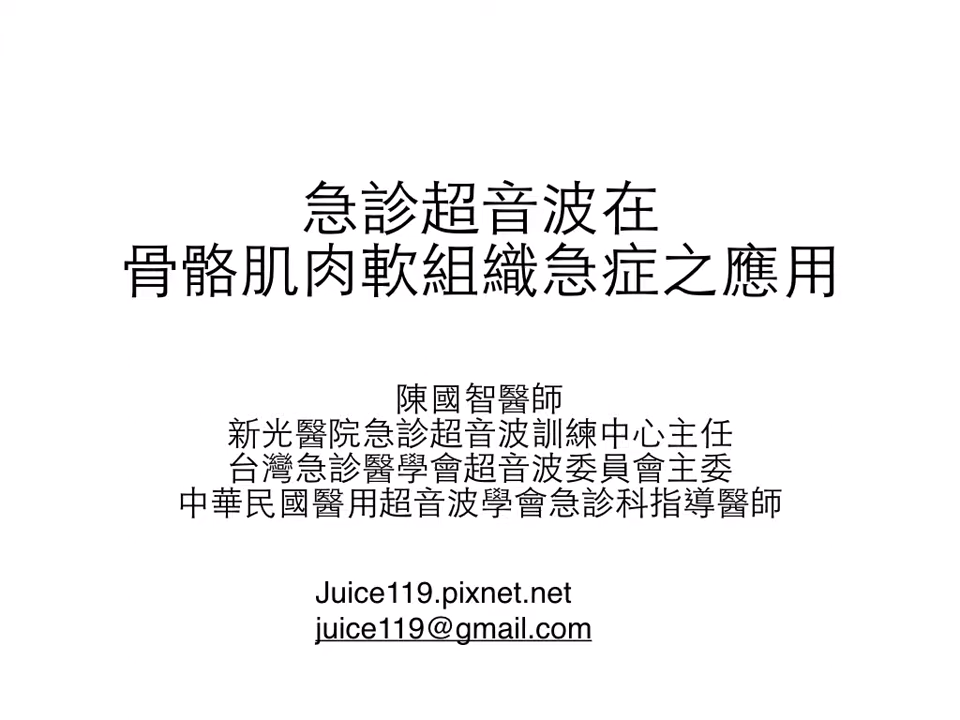 急診超音波在
骨骼肌肉軟組織急症之應用
陳國智醫師
新光醫院急診超音波訓練中心主任
台灣急診醫學會超音波委員會主委
中華民國醫用超音波學會急診科指導醫師
Juice119.pixnet.net
juice119@gmail.com